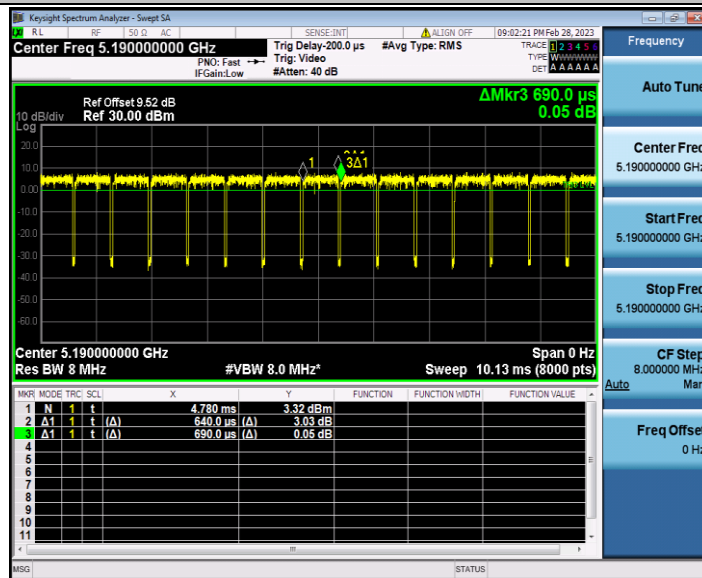 Keysight Spectrum Analyzer - Swept SA
RL RF 50 Ω AC SENSE:INT ALIGN OFF 09:02:21 PM Feb 28, 2023
Center Freq 5.190000000 GHz
PNO: Fast
IFGain:Low
Trig Delay-200.0 µs
Trig: Video
#Atten: 40 dB
#Avg Type: RMS
TRACE 1 2 3 4 5 6
TYPE WWWWWW
DET A A A A A A
ΔMkr3 690.0 µs
0.05 dB
Ref Offset 9.52 dB
10 dB/div Ref 30.00 dBm
Log
20.0
10.0
0.00
-10.0
-20.0
-30.0
-40.0
-50.0
-60.0
1
3Δ1
Center 5.190000000 GHz Span 0 Hz
Res BW 8 MHz #VBW 8.0 MHz* Sweep 10.13 ms (8000 pts)
MKR MODE TRC SCL X Y FUNCTION FUNCTION WIDTH FUNCTION VALUE
1 N 1 t 4.780 ms 3.32 dBm
2 Δ1 1 t (Δ) 640.0 µs (Δ) 3.03 dB
3 Δ1 1 t (Δ) 690.0 µs (Δ) 0.05 dB
4
5
6
7
8
9
10
11
MSG STATUS
Frequency
Auto Tune
Center Freq
5.190000000 GHz
Start Freq
5.190000000 GHz
Stop Freq
5.190000000 GHz
CF Step
8.000000 MHz
Auto Man
Freq Offset
0 Hz